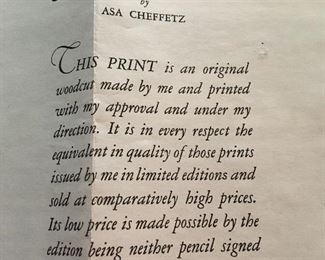 by
ASA CHEFFETZ
THIS PRINT is an original
woodcut made by me and printed
with my approval and under my
direction. It is in every respect the
equivalent in quality of those prints
issued by me in limited editions and
sold at comparatively high prices.
Its low price is made possible by the
edition being neither pencil signed